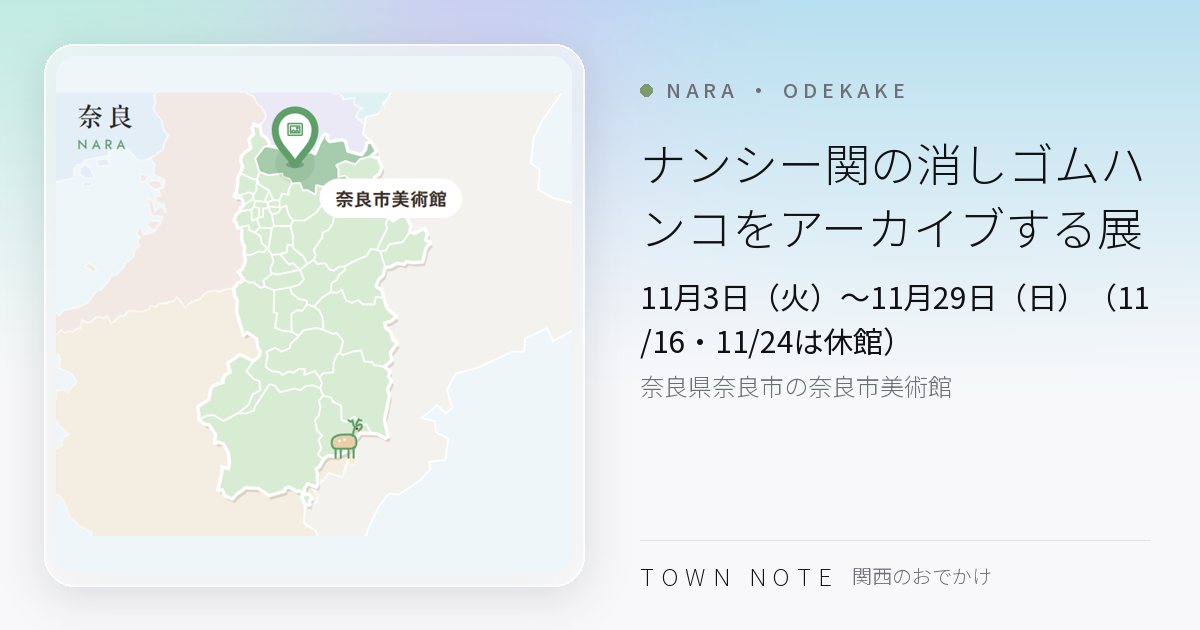 奈良
NARA
奈良市美術館
NARA • ODEKAKE
ナンシー関の消しゴムハ
ンコをアーカイブする展
11月3日（火）〜11月29日（日）（11
/16・11/24は休館）
奈良県奈良市の奈良市美術館
TOWN NOTE 関西のおでかけ